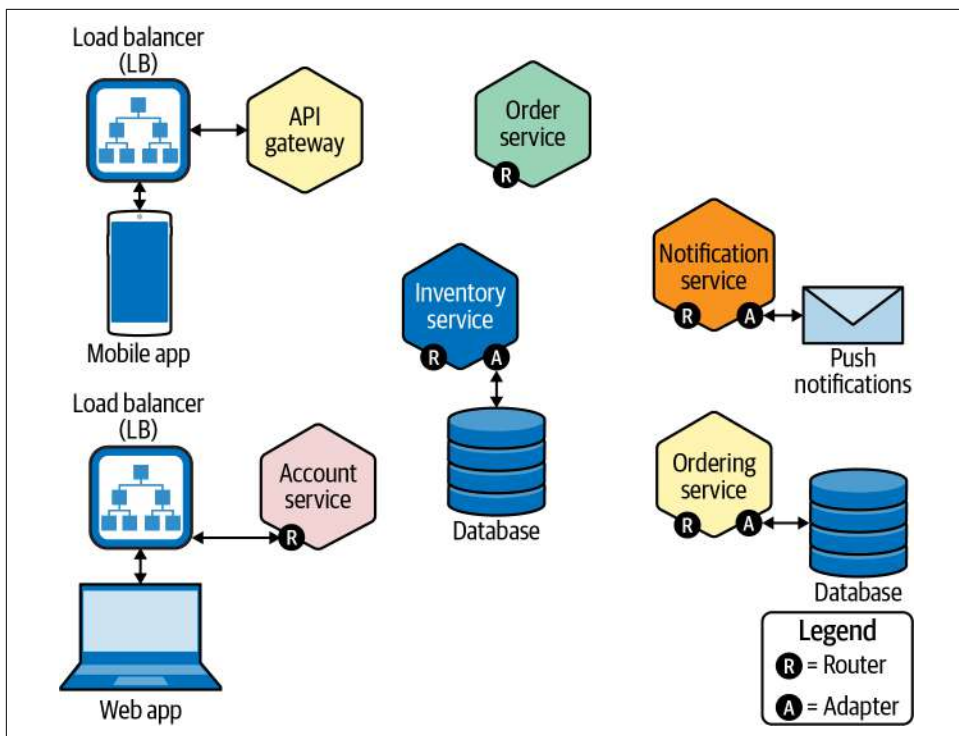 Load balancer
(LB)
API
gateway
Order
service
R
Mobile app
Inventory
service
R
A
Database
Notification
service
R
A
Push
notifications
Load balancer
(LB)
Account
service
R
Web app
Ordering
service
R
A
Database
Legend
R = Router
A = Adapter